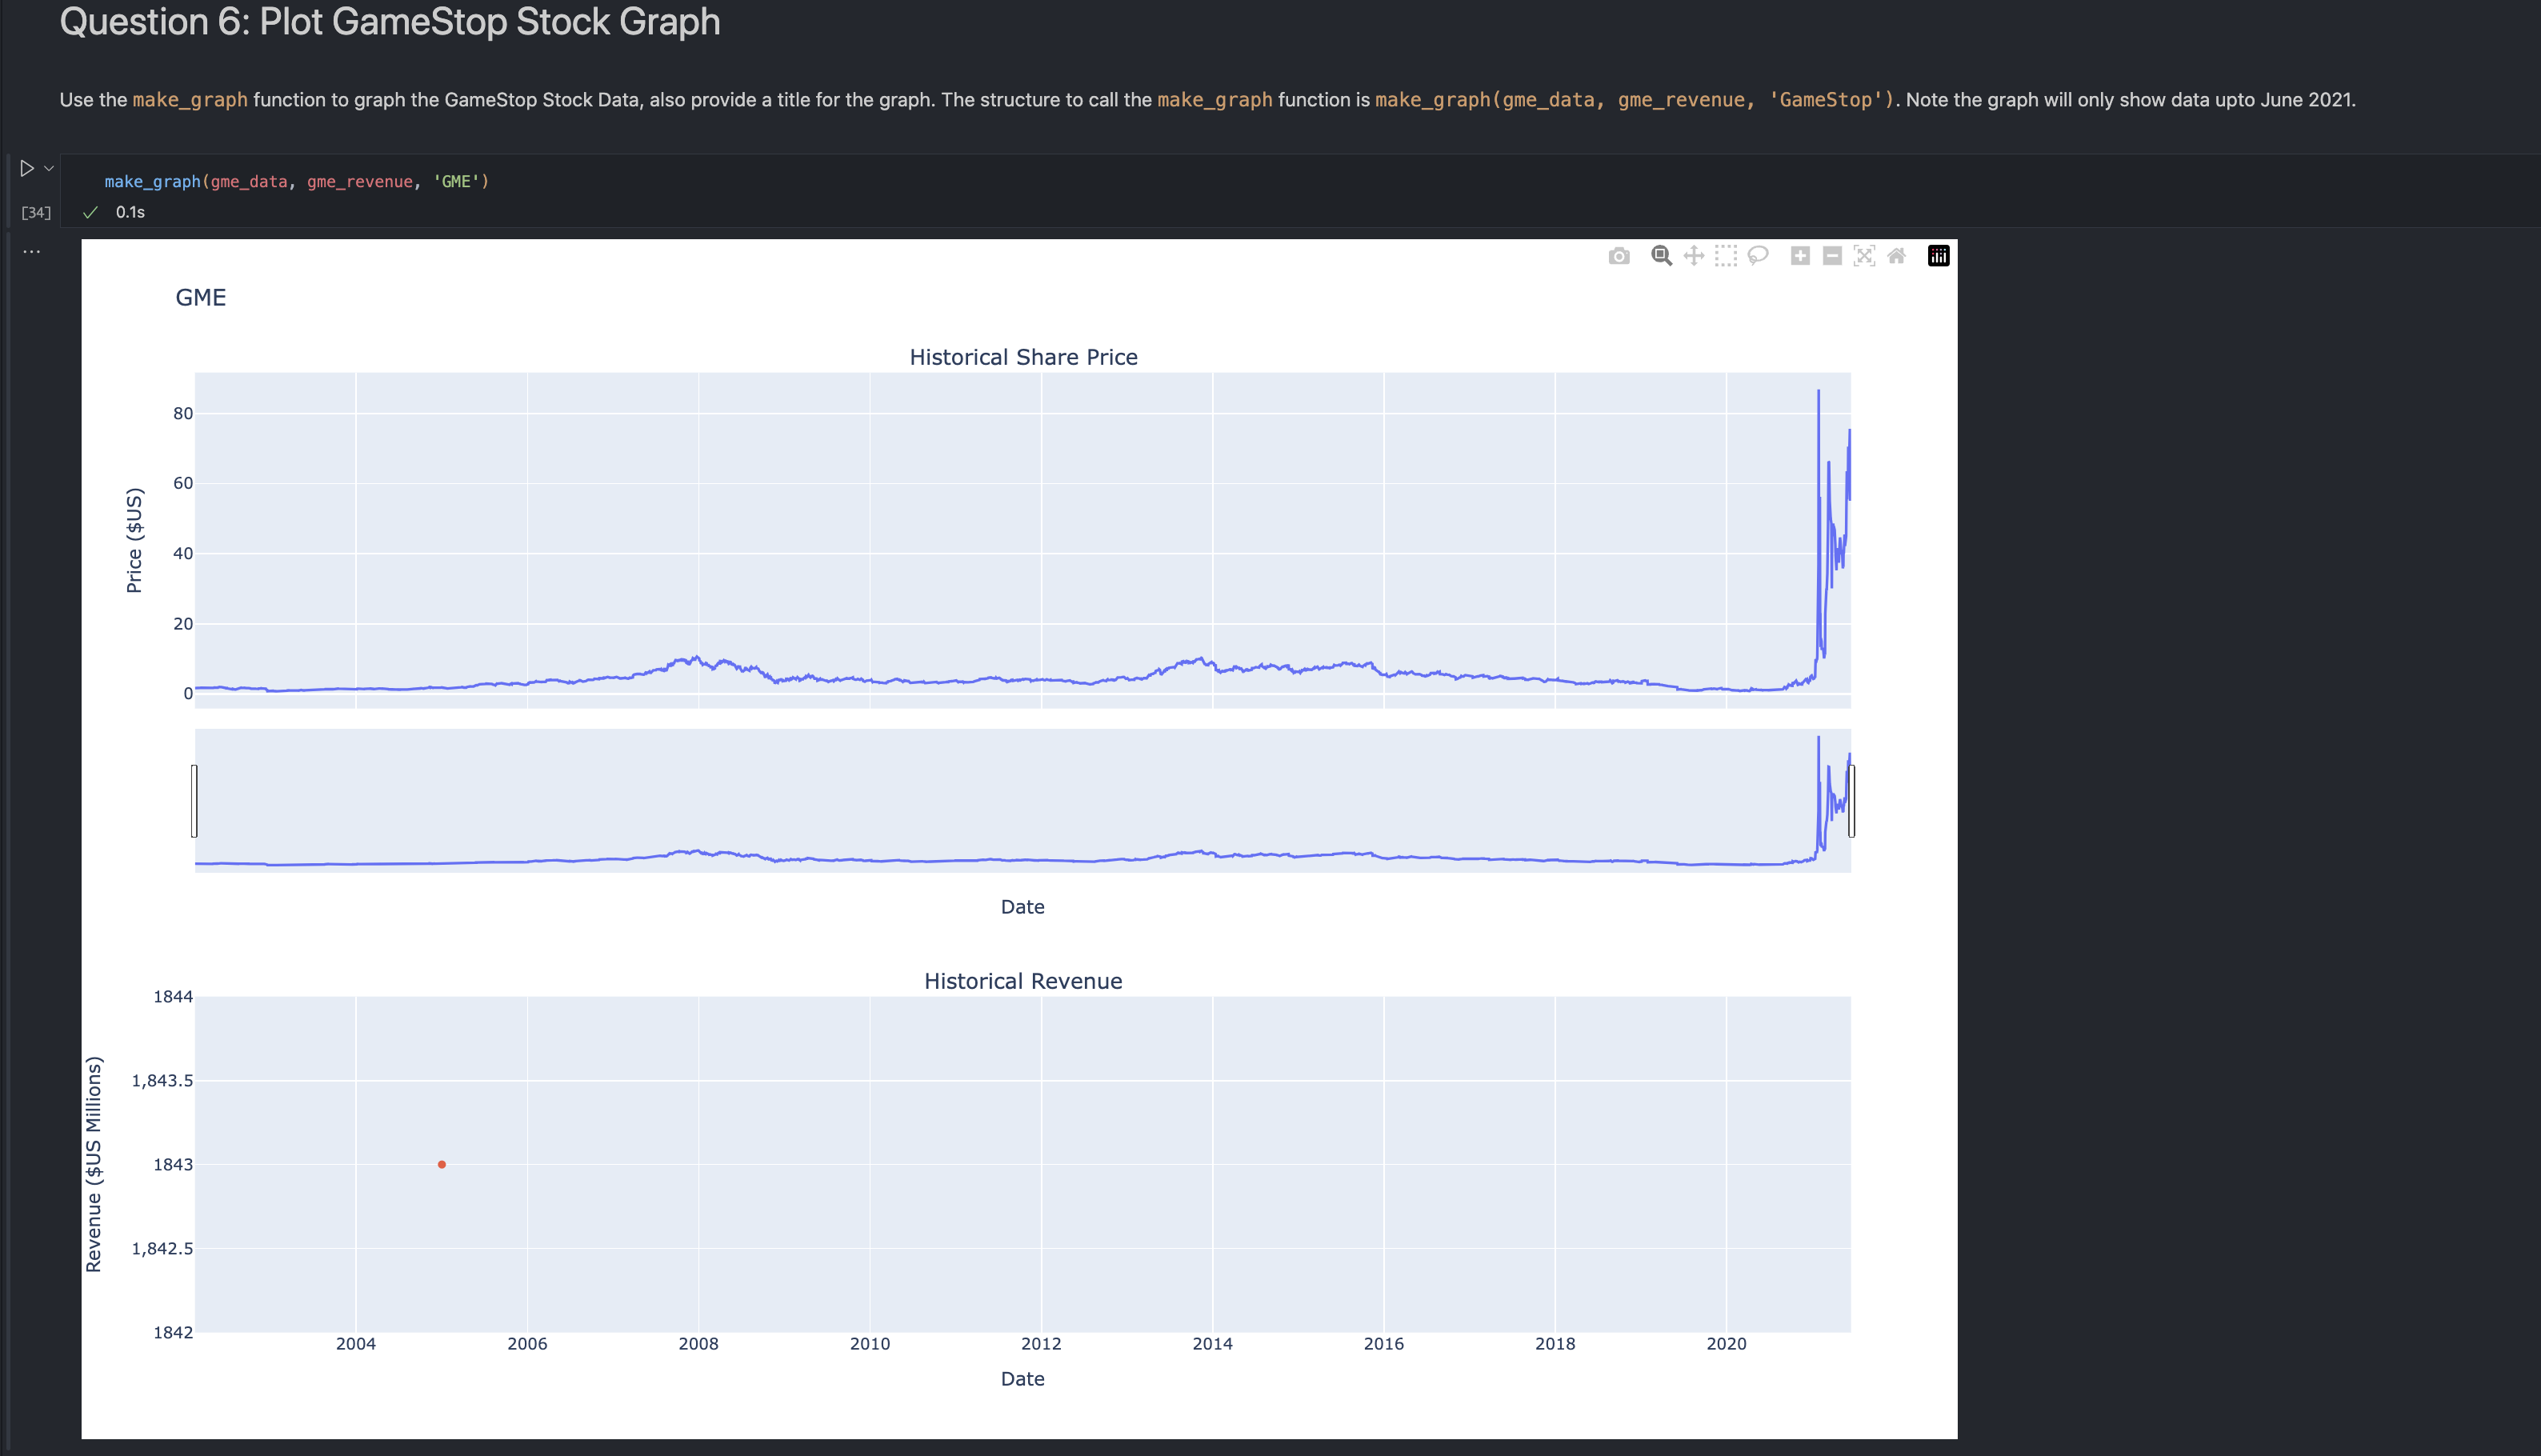 Question 6: Plot GameStop Stock Graph
Use the make_graph function to graph the GameStop Stock Data, also provide a title for the graph. The structure to call the make_graph function is make_graph(gme_data, gme_revenue, 'GameStop'). Note the graph will only show data upto June 2021.
make_graph(gme_data, gme_revenue, 'GME')
[34]
0.1s
...
GME
Historical Share Price
80
60
40
20
0
Price ($US)
Date
Historical Revenue
1844
1,843.5
1843
1,842.5
1842
Revenue ($US Millions)
2004
2006
2008
2010
2012
2014
2016
2018
2020
Date